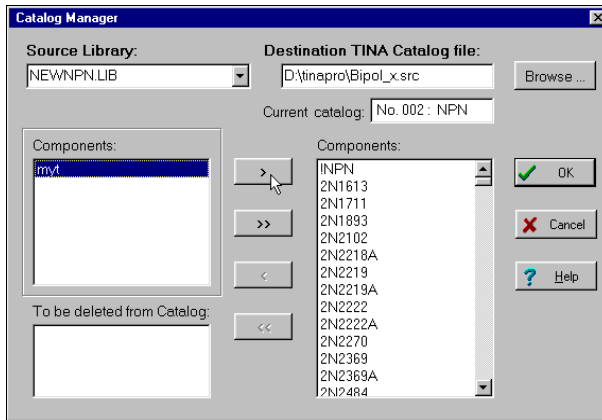 Catalog Manager
Source Library:
NEWNPN.LIB
Destination TINA Catalog file:
D:\tinapro\Bipol_x.src
Browse ...
Current catalog: No. 002 : NPN
Components:
myt
>
>>
<
<<
To be deleted from Catalog:
Components:
!NPN
2N1613
2N1711
2N1893
2N2102
2N2218A
2N2219
2N2219A
2N2222
2N2222A
2N2270
2N2369
2N2369A
2N2484
OK
Cancel
Help